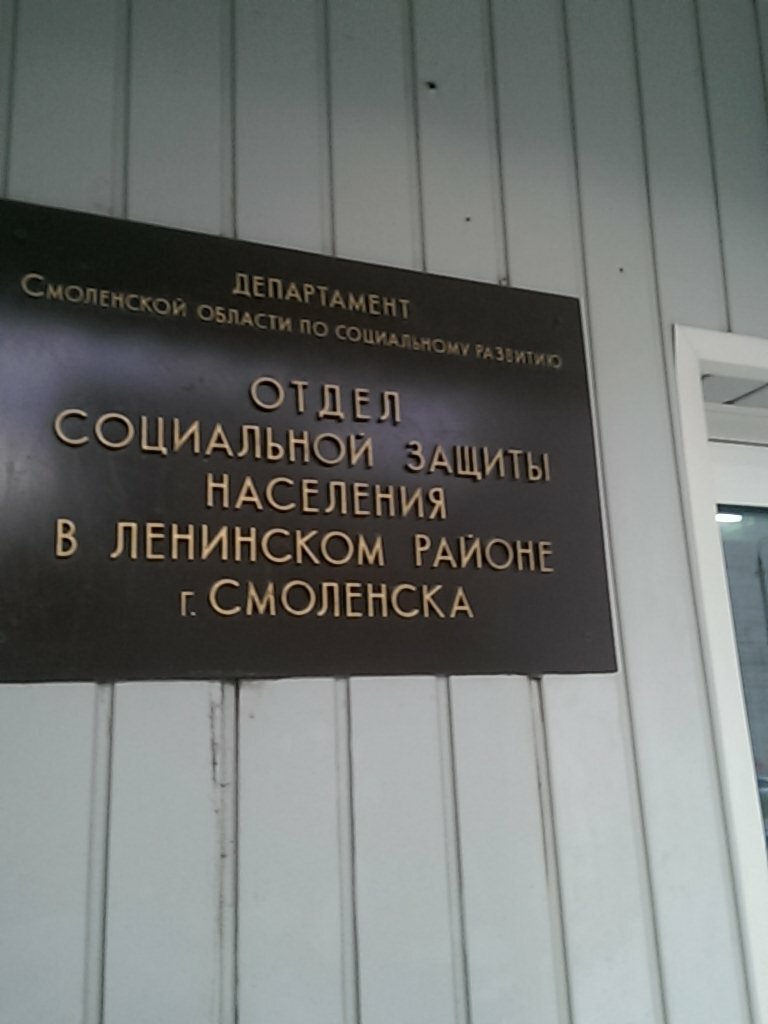 ДЕПАРТАМЕНТ
СМОЛЕНСКОЙ ОБЛАСТИ ПО СОЦИАЛЬНОМУ РАЗВИТИЮ
ОТДЕЛ
СОЦИАЛЬНОЙ ЗАЩИТЫ
НАСЕЛЕНИЯ
В ЛЕНИНСКОМ РАЙОНЕ
г. СМОЛЕНСКА